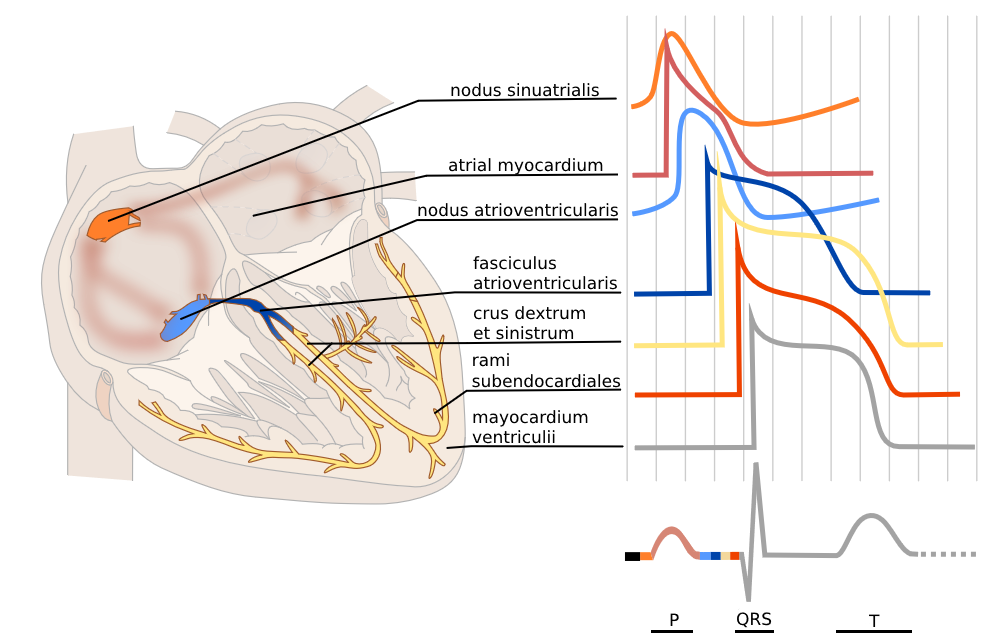 nodus sinuatrialis
atrial myocardium
nodus atrioventricularis
fasciculus
atrioventricularis
crus dextrum
et sinistrum
rami
subendocardiales
mayocardium
ventriculii
P
QRS
T